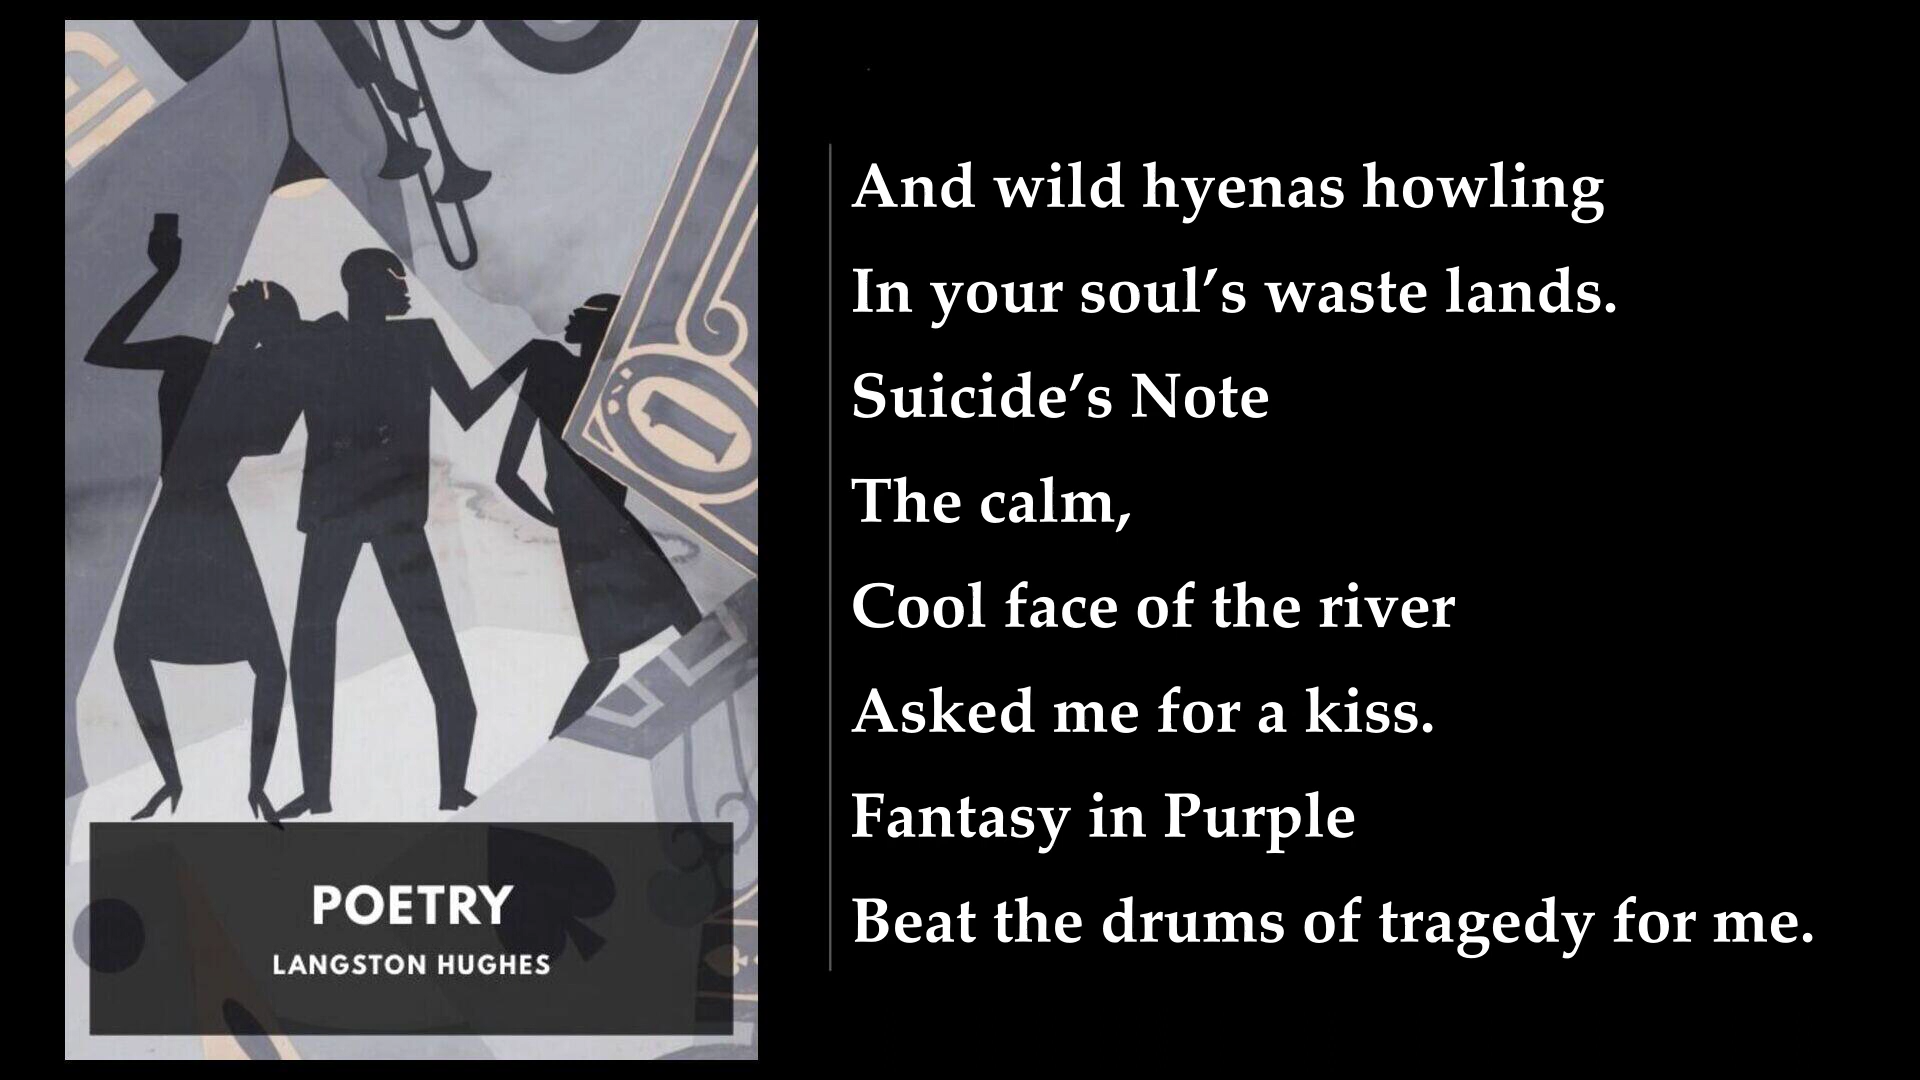 And wild hyenas howling
In your soul’s waste lands.
Suicide’s Note
The calm,
Cool face of the river
Asked me for a kiss.
Fantasy in Purple
Beat the drums of tragedy for me.
1
POETRY
LANGSTON HUGHES